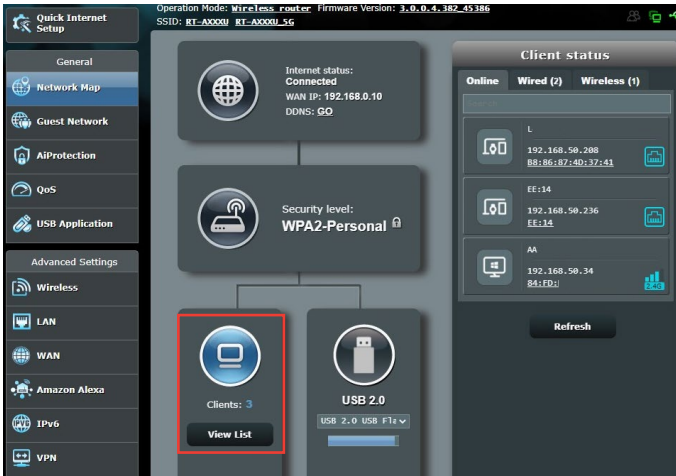 Operation Mode: Wireless router Firmware Version: 3.0.0.4.382_45386
SSID: RT-AXXXU RT-AXXXU_5G
Quick Internet
Setup
General
Network Map
Guest Network
AiProtection
QoS
USB Application
Advanced Settings
Wireless
LAN
WAN
Amazon Alexa
IPv6
VPN
Internet status:
Connected
WAN IP: 192.168.0.10
DDNS: GO
Security level:
WPA2-Personal
Clients: 3
View List
USB 2.0
USB 2.0 USB Fla
Client status
Online Wired (2) Wireless (1)
L
192.168.50.208
B8:86:87:4D:37:41
EE:14
192.168.50.236
EE:14
AA
192.168.50.34
84:FD:
2.4G
Refresh